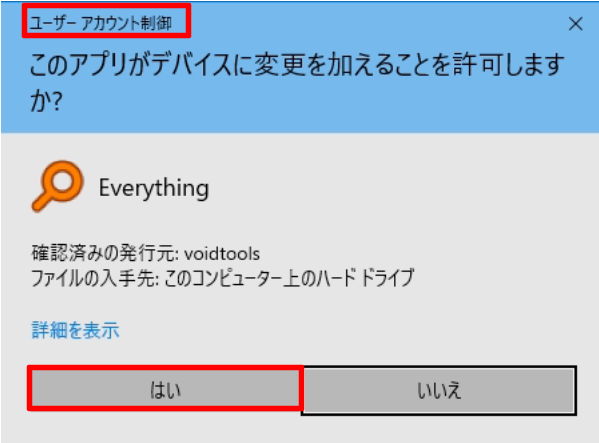 ユーザー アカウント制御
このアプリがデバイスに変更を加えることを許可します
か?
Everything
確認済みの発行元: voidtools
ファイルの入手先: このコンピューター上のハード ドライブ
詳細を表示
はい
いいえ